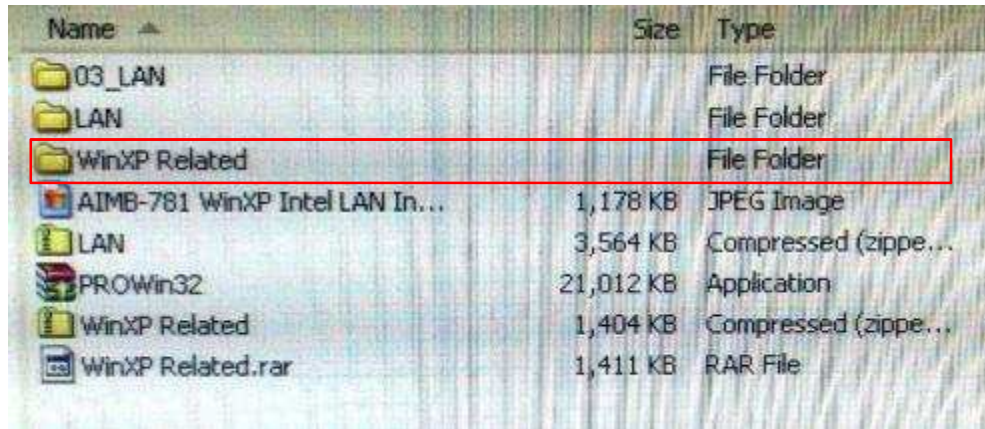 Name Size Type
03_LAN File Folder
LAN File Folder
WinXP Related File Folder
AIMB-781 WinXP Intel LAN In... 1,178 KB JPEG Image
LAN 3,564 KB Compressed (zippe...
PROWin32 21,012 KB Application
WinXP Related 1,404 KB Compressed (zippe...
WinXP Related.rar 1,411 KB RAR File